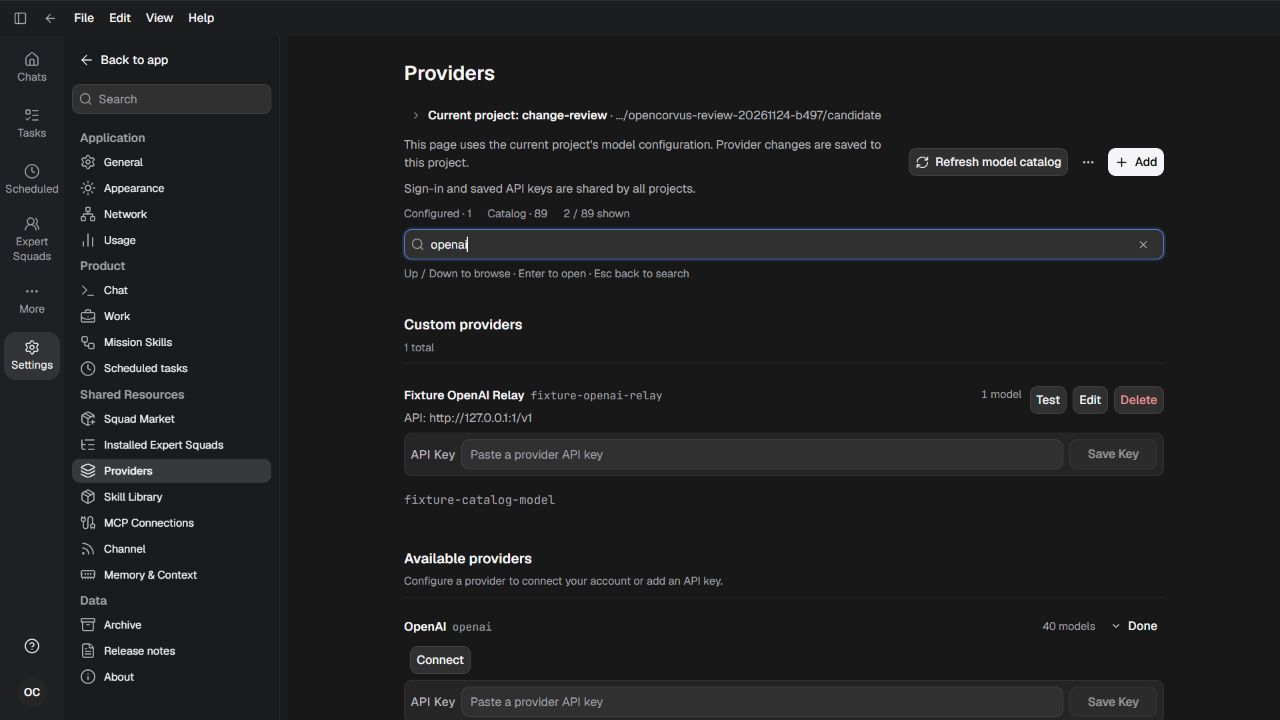 File Edit View Help
Chats
Tasks
Scheduled
Expert
Squads
More
Settings
OC
Back to app
Search
Application
General
Appearance
Network
Usage
Product
Chat
Work
Mission Skills
Scheduled tasks
Shared Resources
Squad Market
Installed Expert Squads
Providers
Skill Library
MCP Connections
Channel
Memory & Context
Data
Archive
Release notes
About
Providers
Current project: change-review · .../opencorvus-review-20261124-b497/candidate
This page uses the current project's model configuration. Provider changes are saved to
this project.
Sign-in and saved API keys are shared by all projects.
Refresh model catalog
Add
Configured · 1 Catalog · 89 2 / 89 shown
openai
Up / Down to browse · Enter to open · Esc back to search
Custom providers
1 total
Fixture OpenAI Relay fixture-openai-relay 1 model Test Edit Delete
API: http://127.0.0.1:1/v1
API Key Paste a provider API key Save Key
fixture-catalog-model
Available providers
Configure a provider to connect your account or add an API key.
OpenAI openai 40 models Done
Connect
API Key Paste a provider API key Save Key